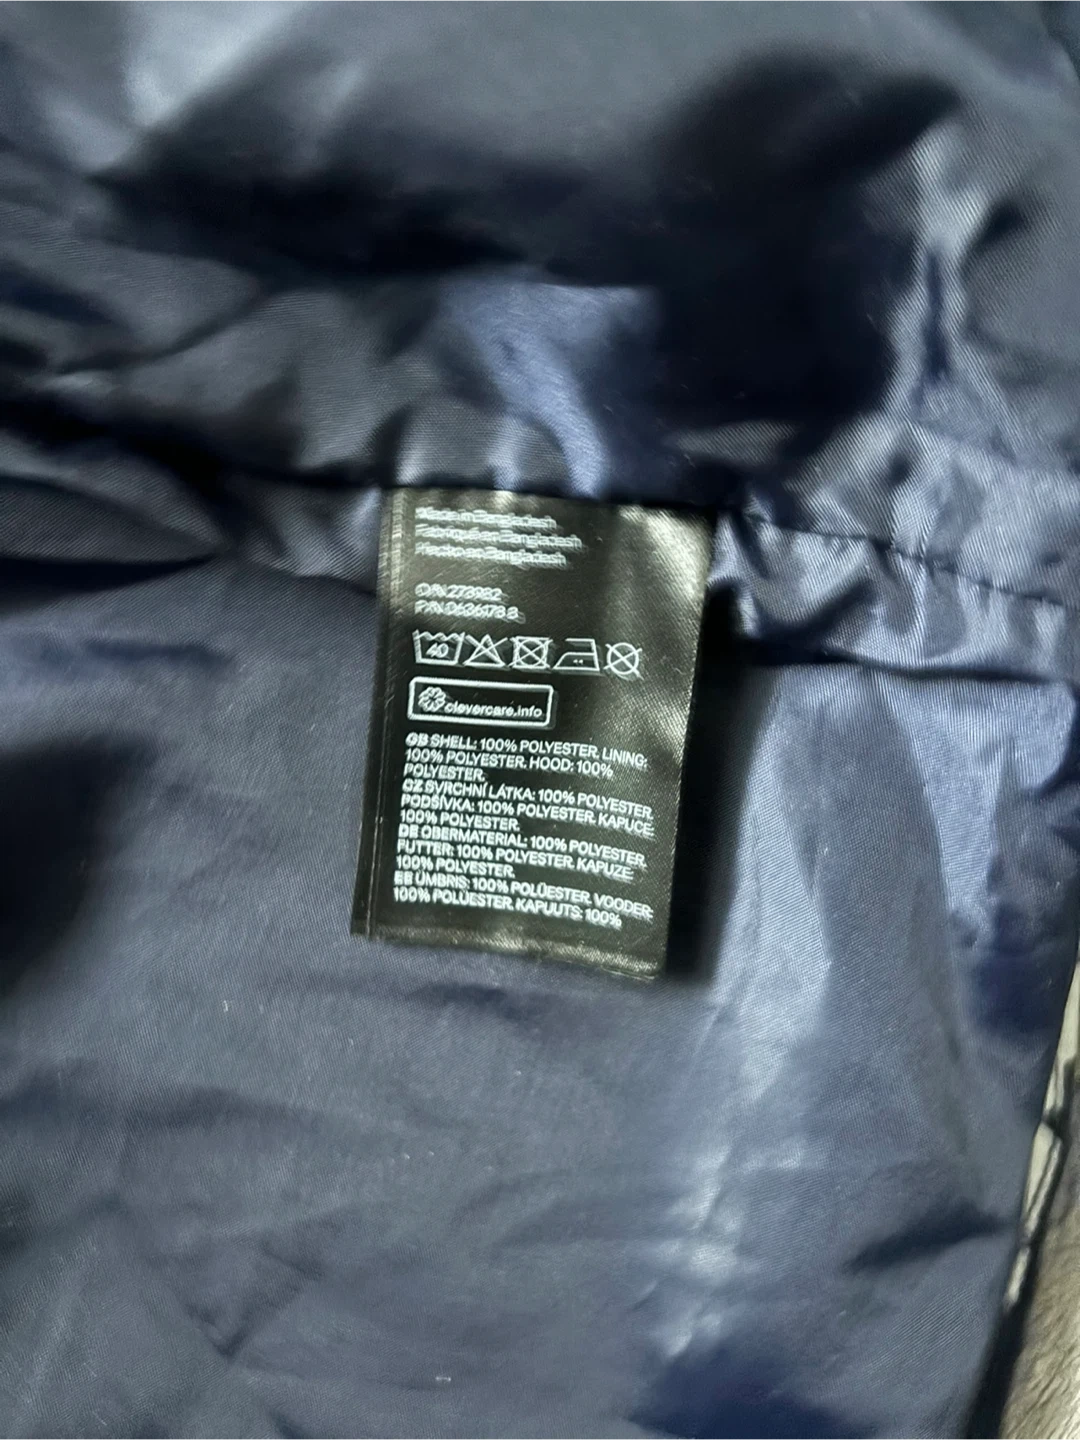 Made in Bangladesh
Fabriqué en Bangladesh
Hecho en Bangladesh
O/N 273982
P/N 0636178 8
40
clevercare.info
GB SHELL: 100% POLYESTER. LINING:
100% POLYESTER. HOOD: 100%
POLYESTER.
CZ SVRCHNÍ LÁTKA: 100% POLYESTER.
PODŠÍVKA: 100% POLYESTER. KAPUCE:
100% POLYESTER.
DE OBERMATERIAL: 100% POLYESTER.
FUTTER: 100% POLYESTER. KAPUZE:
100% POLYESTER.
EE ÜMBRIS: 100% POLÜESTER. VOODER:
100% POLÜESTER. KAPUUTS: 100%